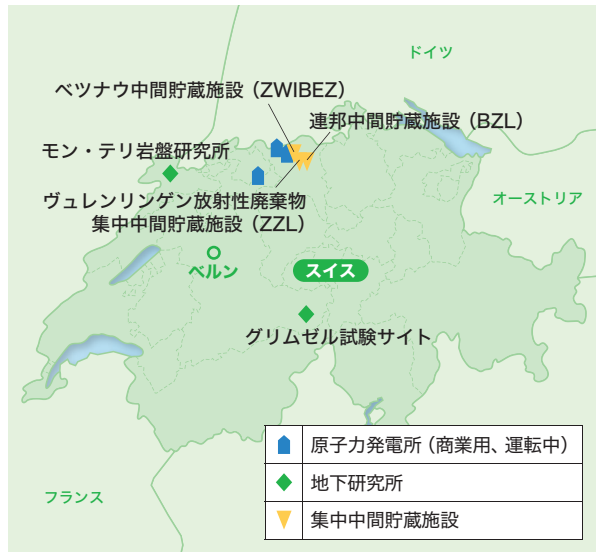 ドイツ
ベツナウ中間貯蔵施設（ZWIBEZ）
連邦中間貯蔵施設（BZL）
モン・テリ岩盤研究所
ヴュレンリンゲン放射性廃棄物
集中中間貯蔵施設（ZZL）
オーストリア
ベルン
スイス
グリムゼル試験サイト
フランス
原子力発電所（商業用、運転中）
地下研究所
集中中間貯蔵施設